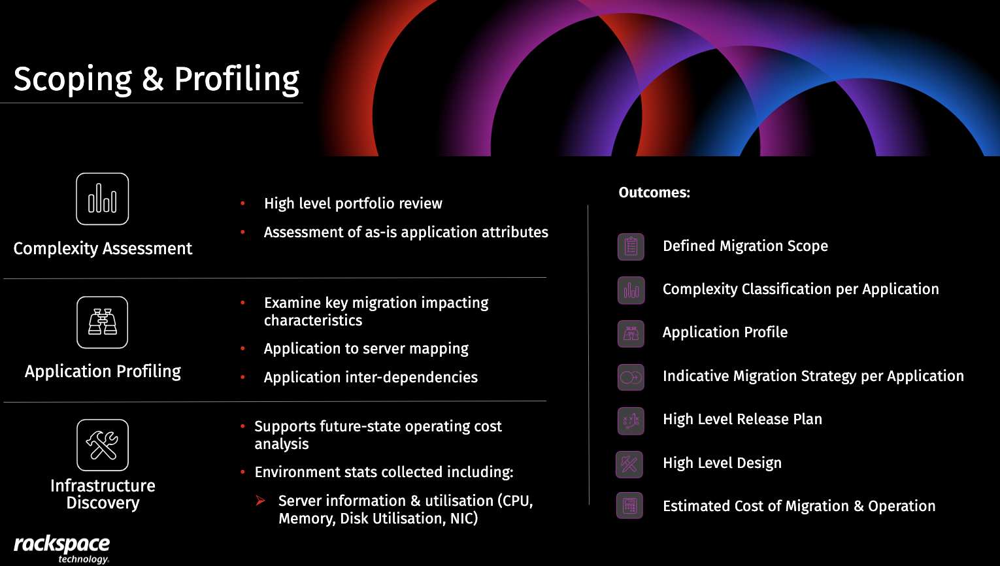 Scoping & Profiling
Complexity Assessment
• High level portfolio review
• Assessment of as-is application attributes
Application Profiling
• Examine key migration impacting
characteristics
• Application to server mapping
• Application inter-dependencies
Infrastructure
Discovery
• Supports future-state operating cost
analysis
• Environment stats collected including:
➢ Server information & utilisation (CPU,
Memory, Disk Utilisation, NIC)
Outcomes:
Defined Migration Scope
Complexity Classification per Application
Application Profile
Indicative Migration Strategy per Application
High Level Release Plan
High Level Design
Estimated Cost of Migration & Operation
rackspace
technology.